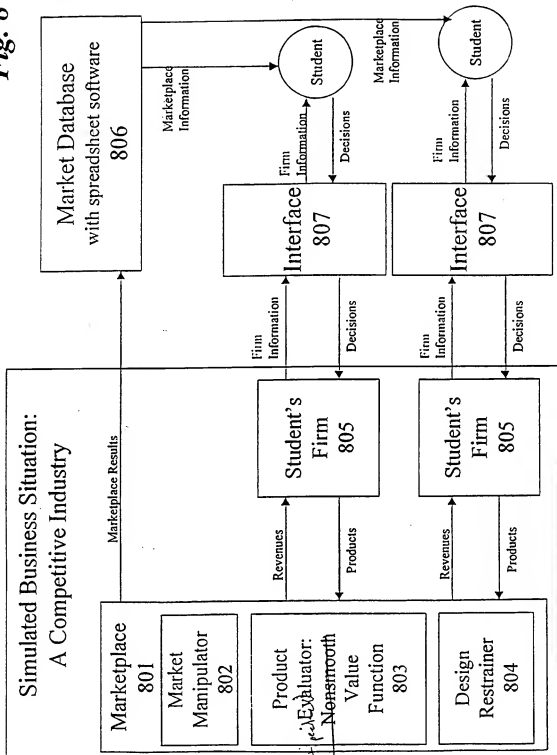 Fig. 8
Simulated Business Situation:
A Competitive Industry
Marketplace Results
Market Database
with spreadsheet software
806
Marketplace
801
Market
Manipulator
802
Product
Evaluator:
Nonsmooth
Value
Function
803
Design
Restrainer
804
Revenues
Products
Student's
Firm
805
Firm
Information
Decisions
Interface
807
Firm
Information
Decisions
Student
Marketplace
Information
Revenues
Products
Student's
Firm
805
Firm
Information
Decisions
Interface
807
Firm
Information
Decisions
Student
Marketplace
Information